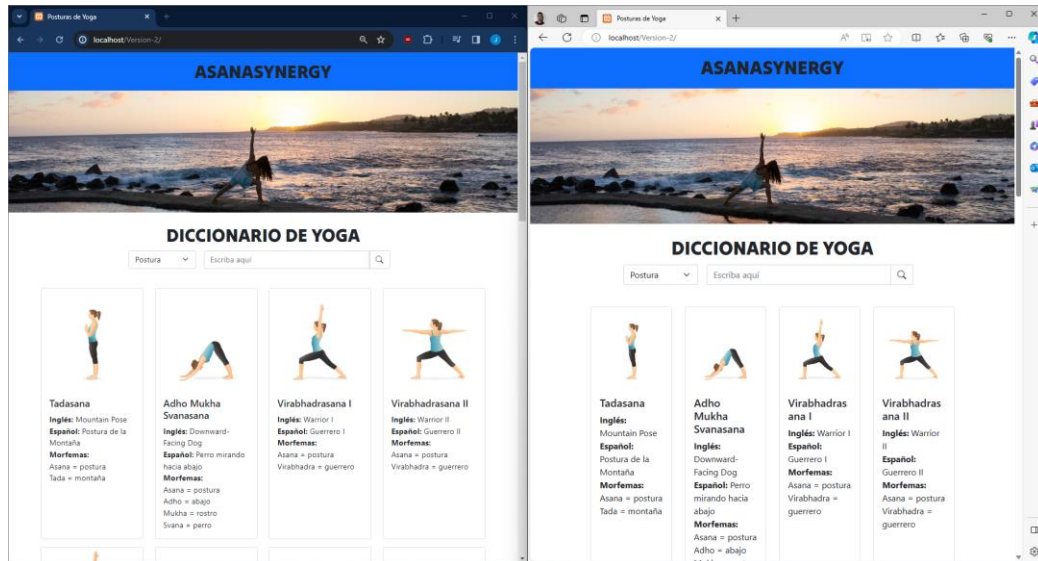 Posturas de Yoga
localhost/Version-2/
ASANASYNERGY
DICCIONARIO DE YOGA
Postura
Escriba aquí
Tadasana
Inglés: Mountain Pose
Español: Postura de la
Montaña
Morfemas:
Asana = postura
Tada = montaña
Adho Mukha
Svanasana
Inglés: Downward-
Facing Dog
Español: Perro mirando
hacia abajo
Morfemas:
Asana = postura
Adho = abajo
Mukha = rostro
Svana = perro
Virabhadrasana I
Inglés: Warrior I
Español: Guerrero I
Morfemas:
Asana = postura
Virabhadra = guerrero
Virabhadrasana II
Inglés: Warrior II
Español: Guerrero II
Morfemas:
Asana = postura
Virabhadra = guerrero
Posturas de Yoga
localhost/Version-2/
ASANASYNERGY
DICCIONARIO DE YOGA
Postura
Escriba aquí
Tadasana
Inglés:
Mountain Pose
Español:
Postura de la
Montaña
Morfemas:
Asana = postura
Tada = montaña
Adho
Mukha
Svanasana
Inglés:
Downward-
Facing Dog
Español: Perro
mirando hacia
abajo
Morfemas:
Asana = postura
Adho = abajo
Virabhadras
ana I
Inglés: Warrior I
Español:
Guerrero I
Morfemas:
Asana = postura
Virabhadra =
guerrero
Virabhadras
ana II
Inglés: Warrior
II
Español:
Guerrero II
Morfemas:
Asana = postura
Virabhadra =
guerrero